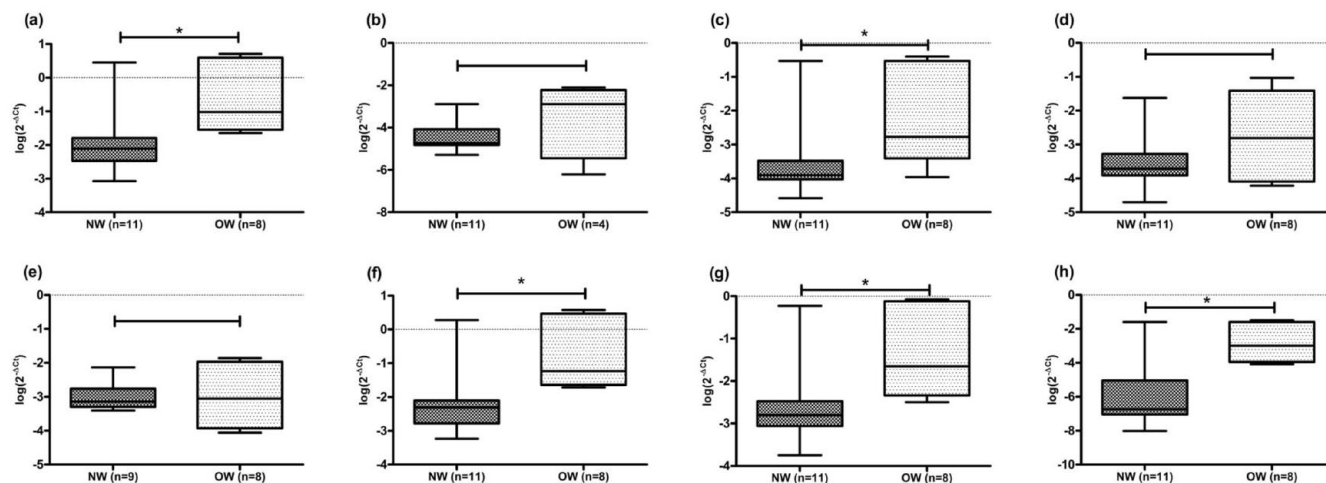 (a)
*
1
0
-1
-2
-3
-4
log(2^-ΔCt)
NW (n=11) OW (n=8)
(b)
0
-2
-4
-6
-8
log(2^-ΔCt)
NW (n=11) OW (n=4)
(c)
*
0
-1
-2
-3
-4
-5
log(2^-ΔCt)
NW (n=11) OW (n=8)
(d)
0
-1
-2
-3
-4
-5
log(2^-ΔCt)
NW (n=11) OW (n=8)
(e)
0
-1
-2
-3
-4
-5
log(2^-ΔCt)
NW (n=9) OW (n=8)
(f)
*
1
0
-1
-2
-3
-4
log(2^-ΔCt)
NW (n=11) OW (n=8)
(g)
*
0
-1
-2
-3
-4
log(2^-ΔCt)
NW (n=11) OW (n=8)
(h)
*
0
-2
-4
-6
-8
-10
log(2^-ΔCt)
NW (n=11) OW (n=8)